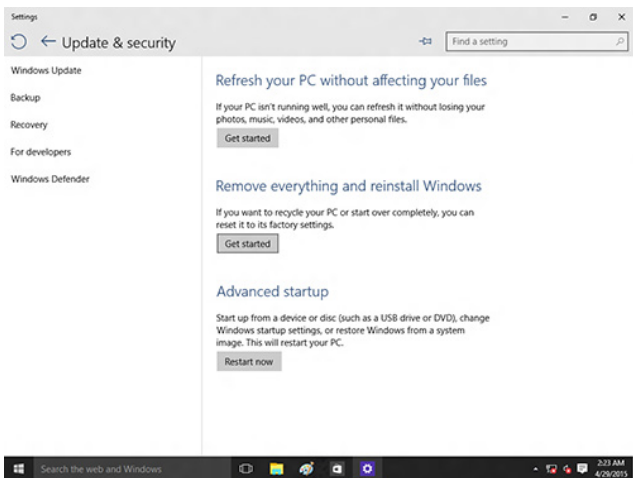 Settings
Update & security
Find a setting
Windows Update
Backup
Recovery
For developers
Windows Defender
Refresh your PC without affecting your files
If your PC isn't running well, you can refresh it without losing your
photos, music, videos, and other personal files.
Get started
Remove everything and reinstall Windows
If you want to recycle your PC or start over completely, you can
reset it to its factory settings.
Get started
Advanced startup
Start up from a device or disc (such as a USB drive or DVD), change
Windows startup settings, or restore Windows from a system
image. This will restart your PC.
Restart now
Search the web and Windows
2:23 AM
4/29/2015